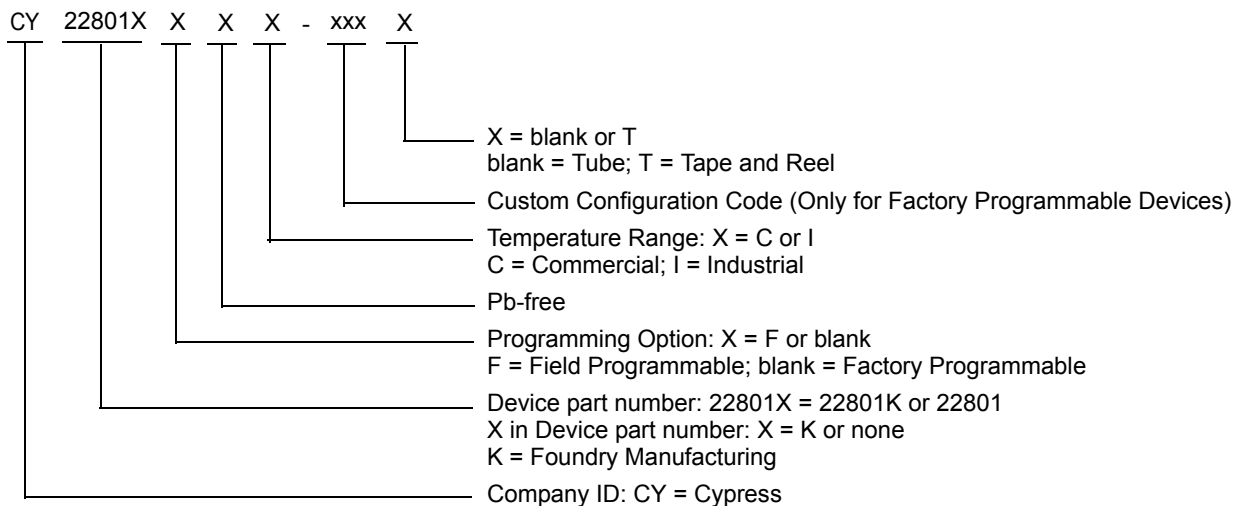 CY 22801X X X X - xxx X
X = blank or T
blank = Tube; T = Tape and Reel
Custom Configuration Code (Only for Factory Programmable Devices)
Temperature Range: X = C or I
C = Commercial; I = Industrial
Pb-free
Programming Option: X = F or blank
F = Field Programmable; blank = Factory Programmable
Device part number: 22801X = 22801K or 22801
X in Device part number: X = K or none
K = Foundry Manufacturing
Company ID: CY = Cypress